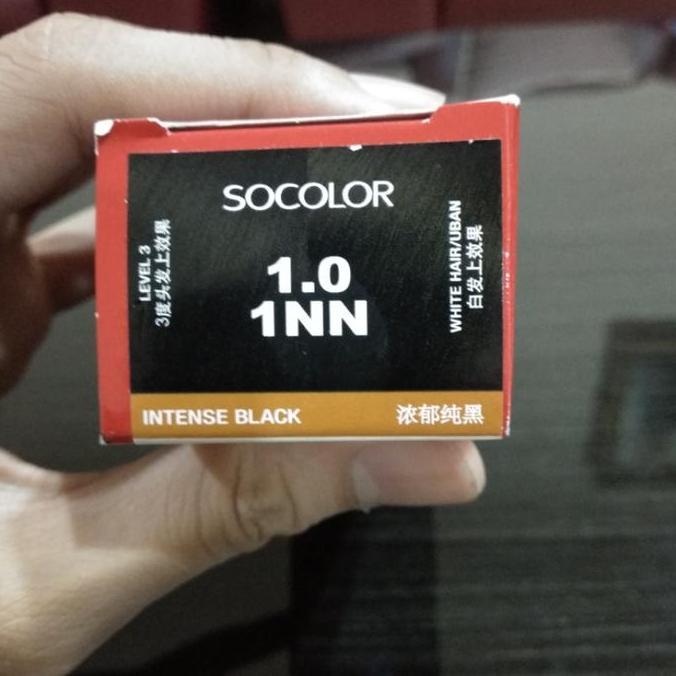 SOCOLOR
LEVEL 3
3度头发上效果
1.0
1NN
WHITE HAIR/UBAN
白发上效果
INTENSE BLACK
浓郁纯黑